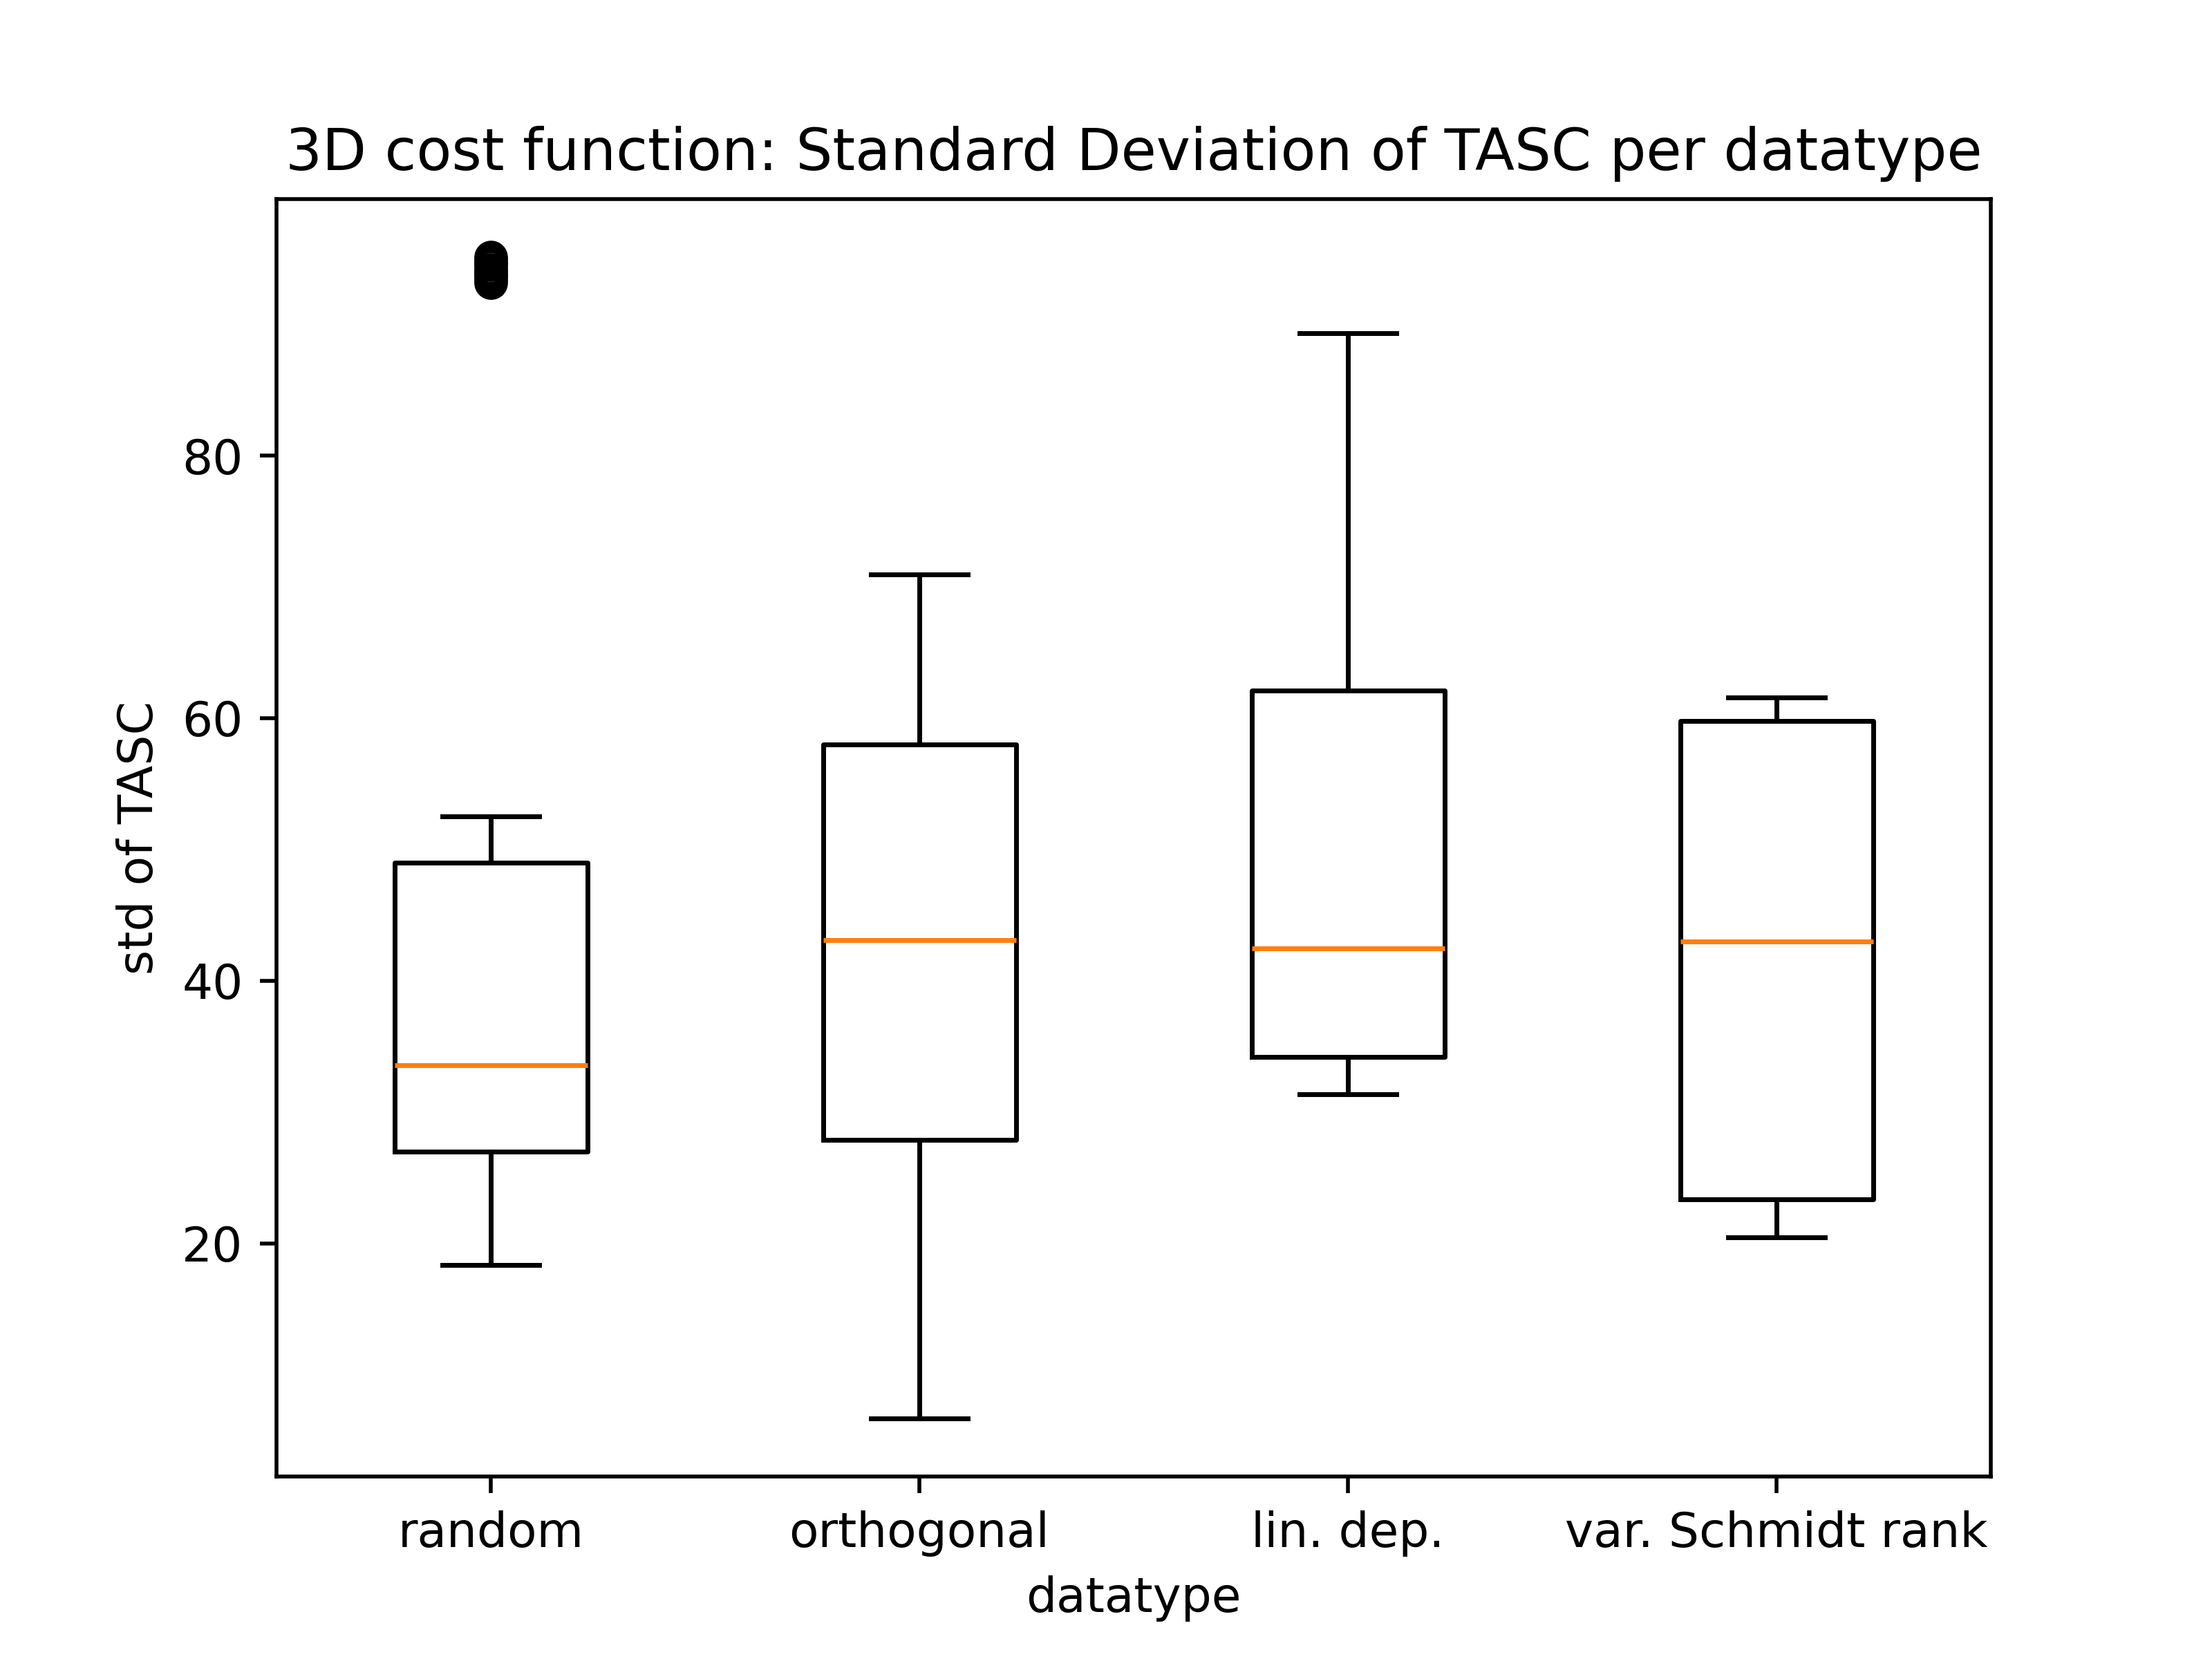 3D cost function: Standard Deviation of TASC per datatype
std of TASC
80
60
40
20
random orthogonal lin. dep. var. Schmidt rank
datatype